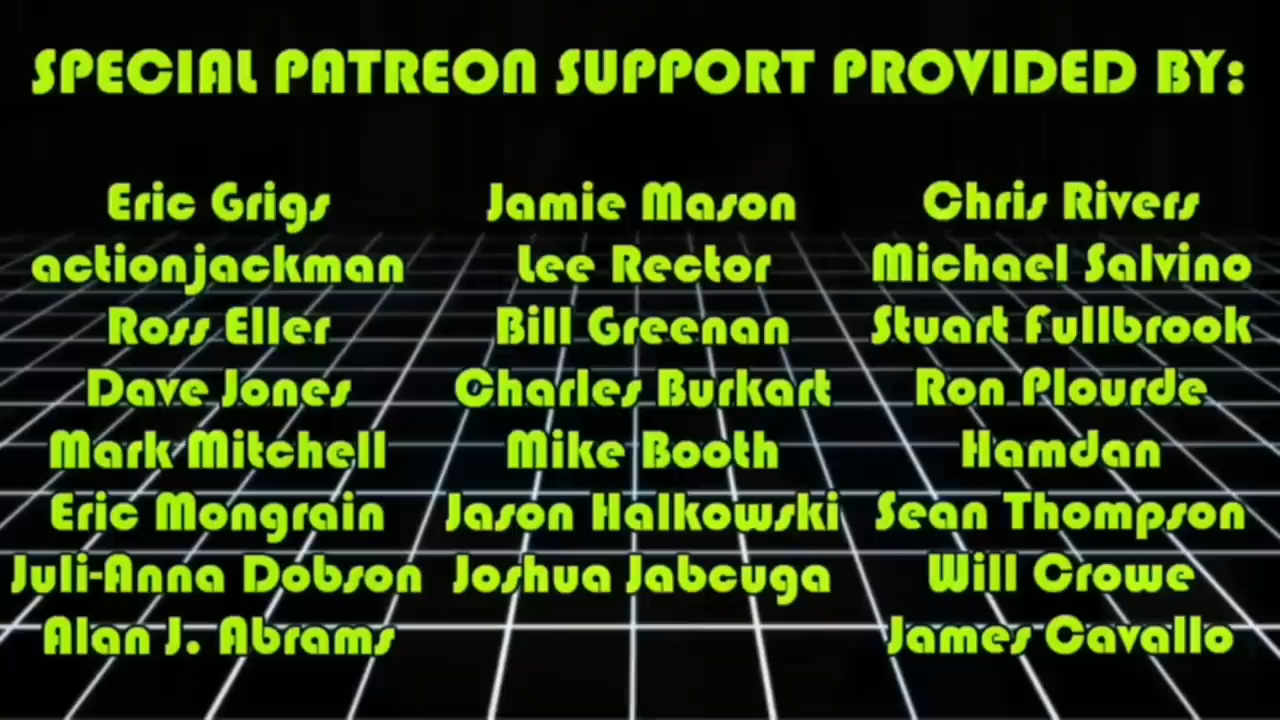 SPECIAL PATREON SUPPORT PROVIDED BY:
Eric Grigs
actionjackman
Ross Eller
Dave Jones
Mark Mitchell
Eric Mongrain
Juli-Anna Dobson
Alan J. Abrams
Jamie Mason
Lee Rector
Bill Greenan
Charles Burkart
Mike Booth
Jason Halkowski
Joshua Jabcuga
Chris Rivers
Michael Salvino
Stuart Fullbrook
Ron Plourde
Hamdan
Sean Thompson
Will Crowe
James Cavallo